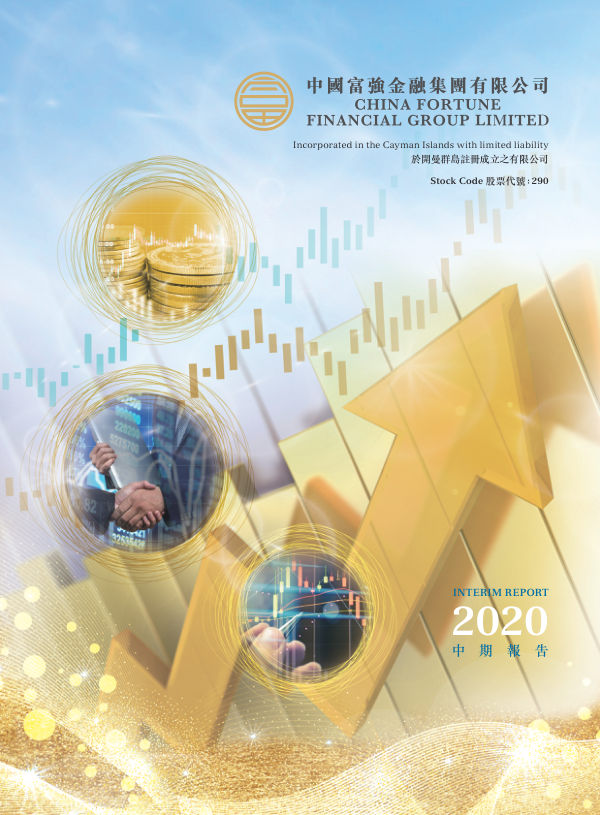 中國富強金融集團有限公司
CHINA FORTUNE
FINANCIAL GROUP LIMITED
Incorporated in the Cayman Islands with limited liability
於開曼群島註冊成立之有限公司
Stock Code 股票代號 : 290
INTERIM REPORT
2020
中期報告